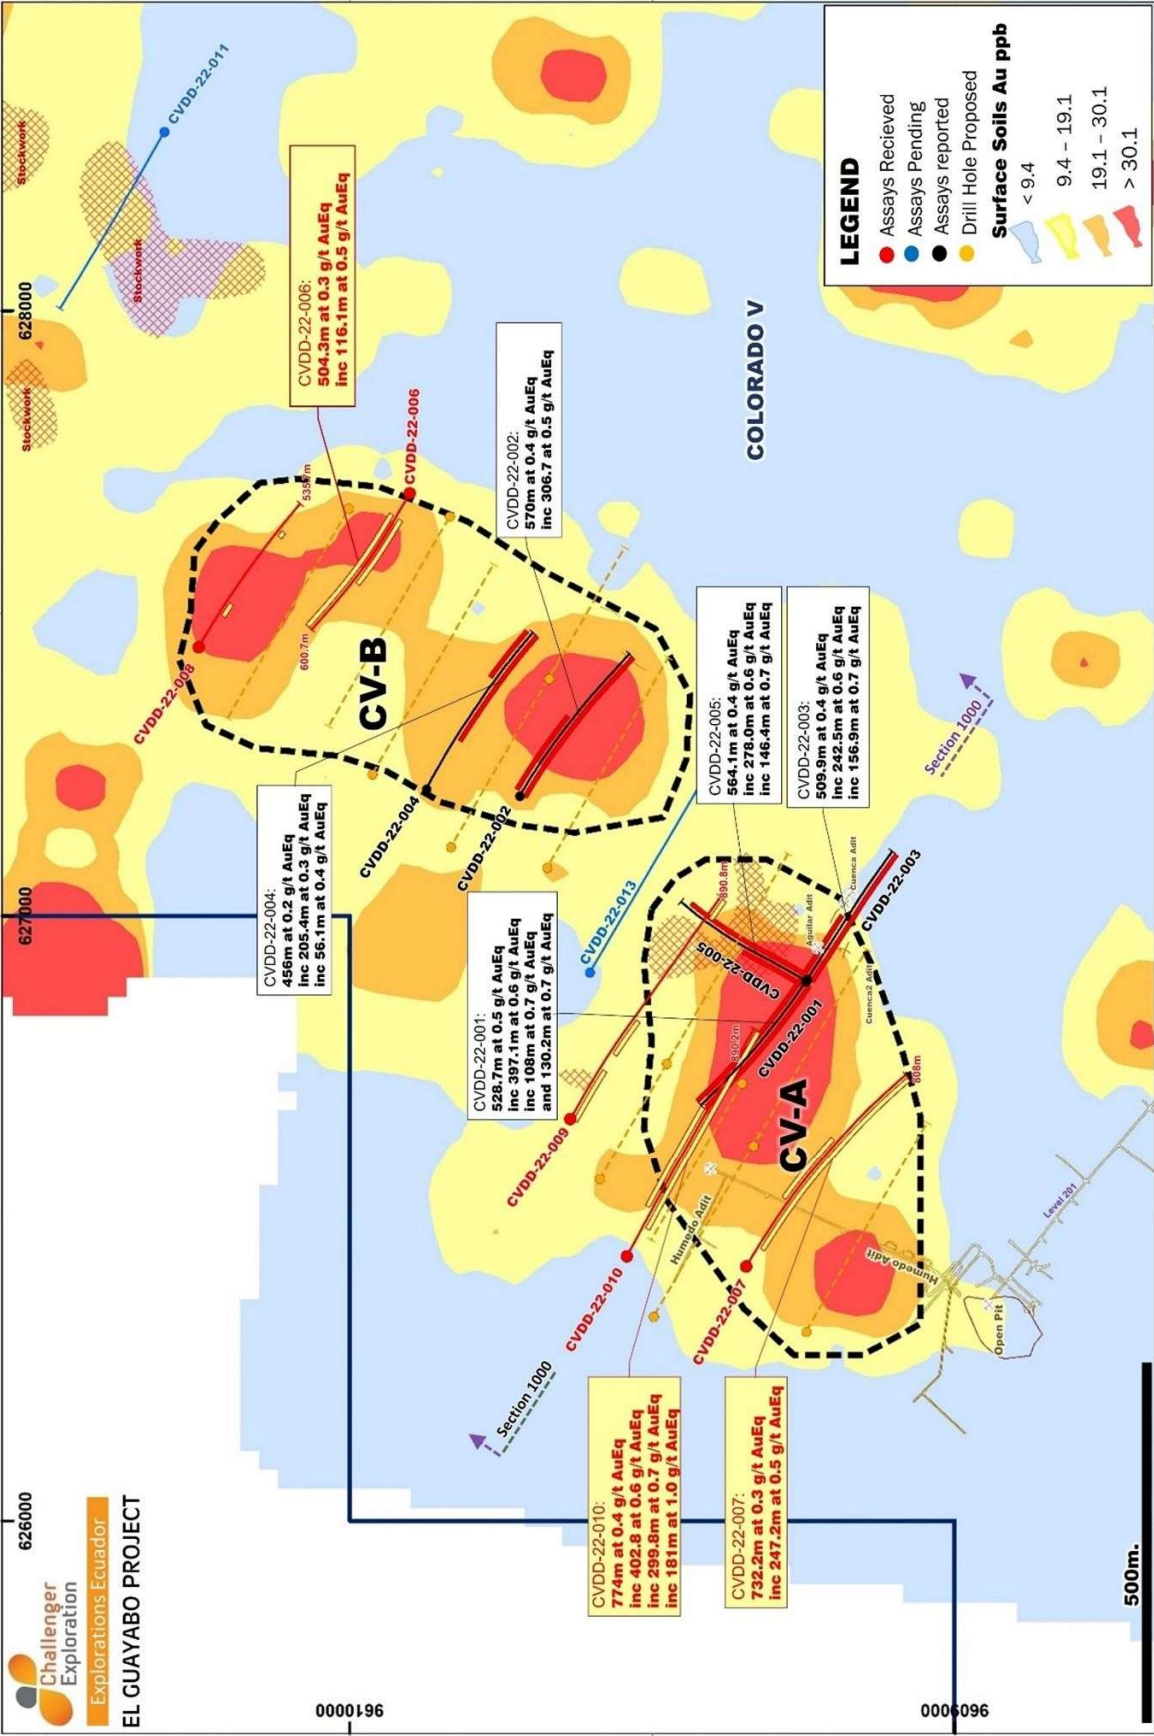 Challenger
Exploration
Explorations Ecuador
EL GUAYABO PROJECT
626000
627000
628000
0000196
0006096
Stockwork
Stockwork
Stockwork
CVDD-22-011
CVDD-22-006:
504.3m at 0.3 g/t AuEq
inc 116.1m at 0.5 g/t AuEq
CVDD-22-006
535.7m
CVDD-22-008
600.7m
CV-B
CVDD-22-002:
570m at 0.4 g/t AuEq
inc 306.7 at 0.5 g/t AuEq
CVDD-22-004
CVDD-22-002
CVDD-22-004:
456m at 0.2 g/t AuEq
inc 205.4m at 0.3 g/t AuEq
inc 56.1m at 0.4 g/t AuEq
COLORADO V
CVDD-22-005:
564.1m at 0.4 g/t AuEq
inc 278.0m at 0.6 g/t AuEq
inc 146.4m at 0.7 g/t AuEq
CVDD-22-003:
509.9m at 0.4 g/t AuEq
inc 242.5m at 0.6 g/t AuEq
inc 156.9m at 0.7 g/t AuEq
Section 1000
CVDD-22-013
CVDD-22-001:
528.7m at 0.5 g/t AuEq
inc 397.1m at 0.6 g/t AuEq
inc 108m at 0.7 g/t AuEq
and 130.2m at 0.7 g/t AuEq
890.8m
Aguilar Adit
Cuenca Adit
CVDD-22-003
CVDD-22-005
Cuenca2 Adit
CVDD-22-001
890.2m
CV-A
808m
CVDD-22-009
CVDD-22-010
Humedo Adit
CVDD-22-007
Humedo Adit
Level 201
Open Pit
Section 1000
CVDD-22-010:
774m at 0.4 g/t AuEq
inc 402.8 at 0.6 g/t AuEq
inc 299.8m at 0.7 g/t AuEq
inc 181m at 1.0 g/t AuEq
CVDD-22-007:
732.2m at 0.3 g/t AuEq
inc 247.2m at 0.5 g/t AuEq
500m.
LEGEND
Assays Recieved
Assays Pending
Assays reported
Drill Hole Proposed
Surface Soils Au ppb
< 9.4
9.4 – 19.1
19.1 – 30.1
> 30.1